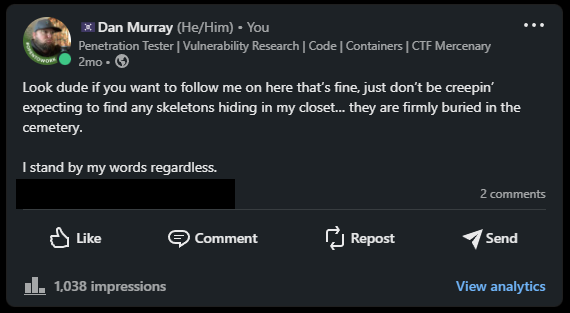 Dan Murray (He/Him) • You
Penetration Tester | Vulnerability Research | Code | Containers | CTF Mercenary
2mo •
Look dude if you want to follow me on here that's fine, just don't be creepin'
expecting to find any skeletons hiding in my closet... they are firmly buried in the
cemetery.
I stand by my words regardless.
2 comments
Like Comment Repost Send
1,038 impressions View analytics